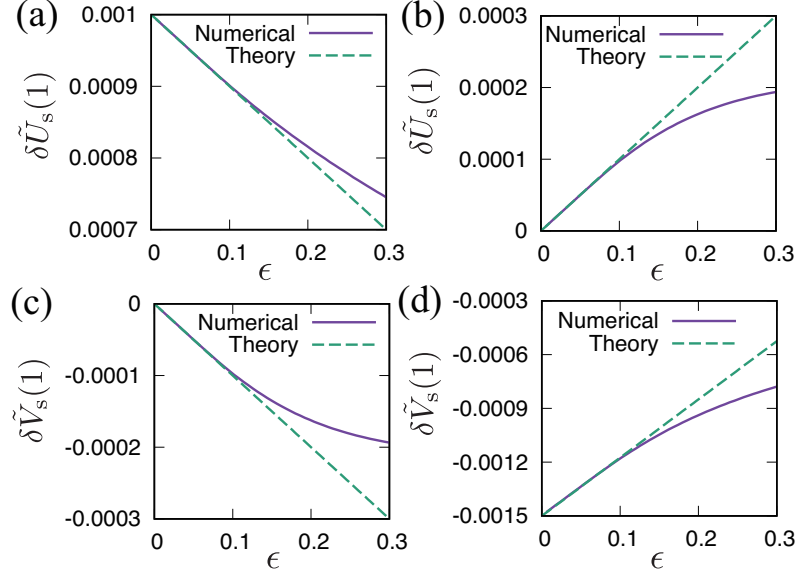 (a)
0.001
0.0009
0.0008
0.0007
δŨₛ(1)
Numerical
Theory
0
0.1
0.2
0.3
ϵ
(b)
0.0003
0.0002
0.0001
0
δŨₛ(1)
Numerical
Theory
0
0.1
0.2
0.3
ϵ
(c)
0
-0.0001
-0.0002
-0.0003
δṼₛ(1)
Numerical
Theory
0
0.1
0.2
0.3
ϵ
(d)
-0.0003
-0.0006
-0.0009
-0.0012
-0.0015
δṼₛ(1)
Numerical
Theory
0
0.1
0.2
0.3
ϵ